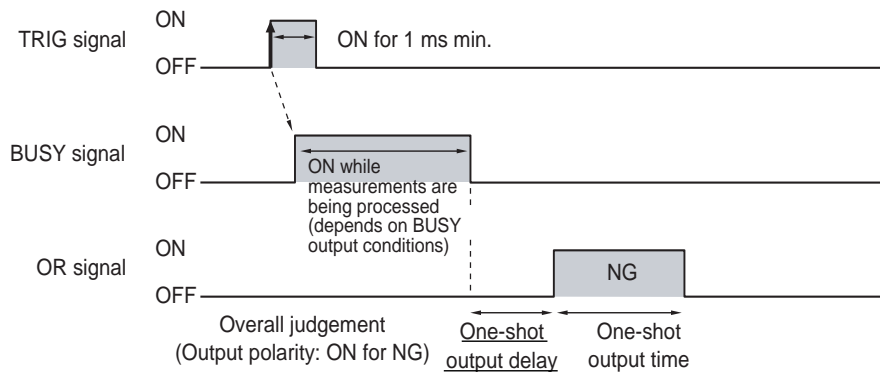 ON
TRIG signal
ON for 1 ms min.
OFF
ON
BUSY signal
ON while
measurements are
being processed
(depends on BUSY
output conditions)
OFF
ON
OR signal
NG
OFF
Overall judgement
(Output polarity: ON for NG)
One-shot
output delay
One-shot
output time